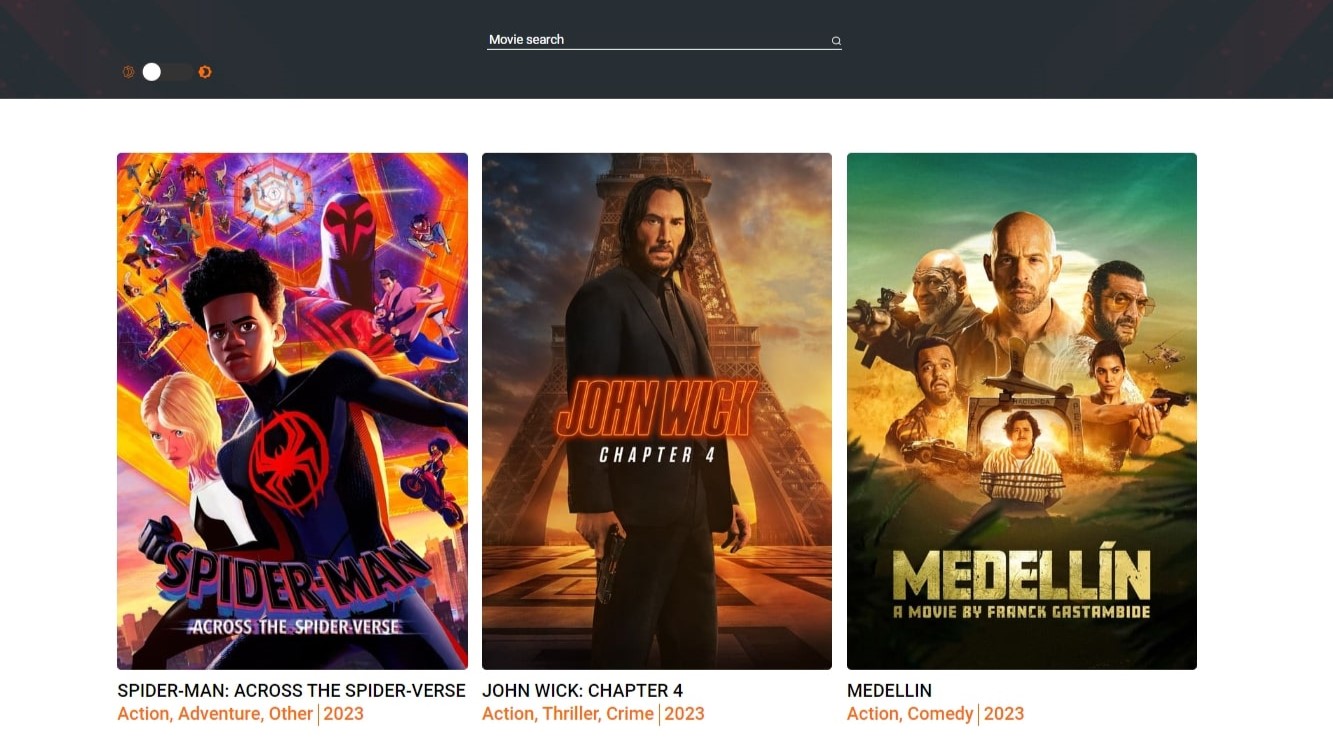 Movie search
SPIDER-MAN
ACROSS THE SPIDER-VERSE
JOHN WICK
CHAPTER 4
HACIENDA
MEDELLÍN
A MOVIE BY FRANCK GASTAMBIDE
SPIDER-MAN: ACROSS THE SPIDER-VERSE
Action, Adventure, Other | 2023
JOHN WICK: CHAPTER 4
Action, Thriller, Crime | 2023
MEDELLIN
Action, Comedy | 2023